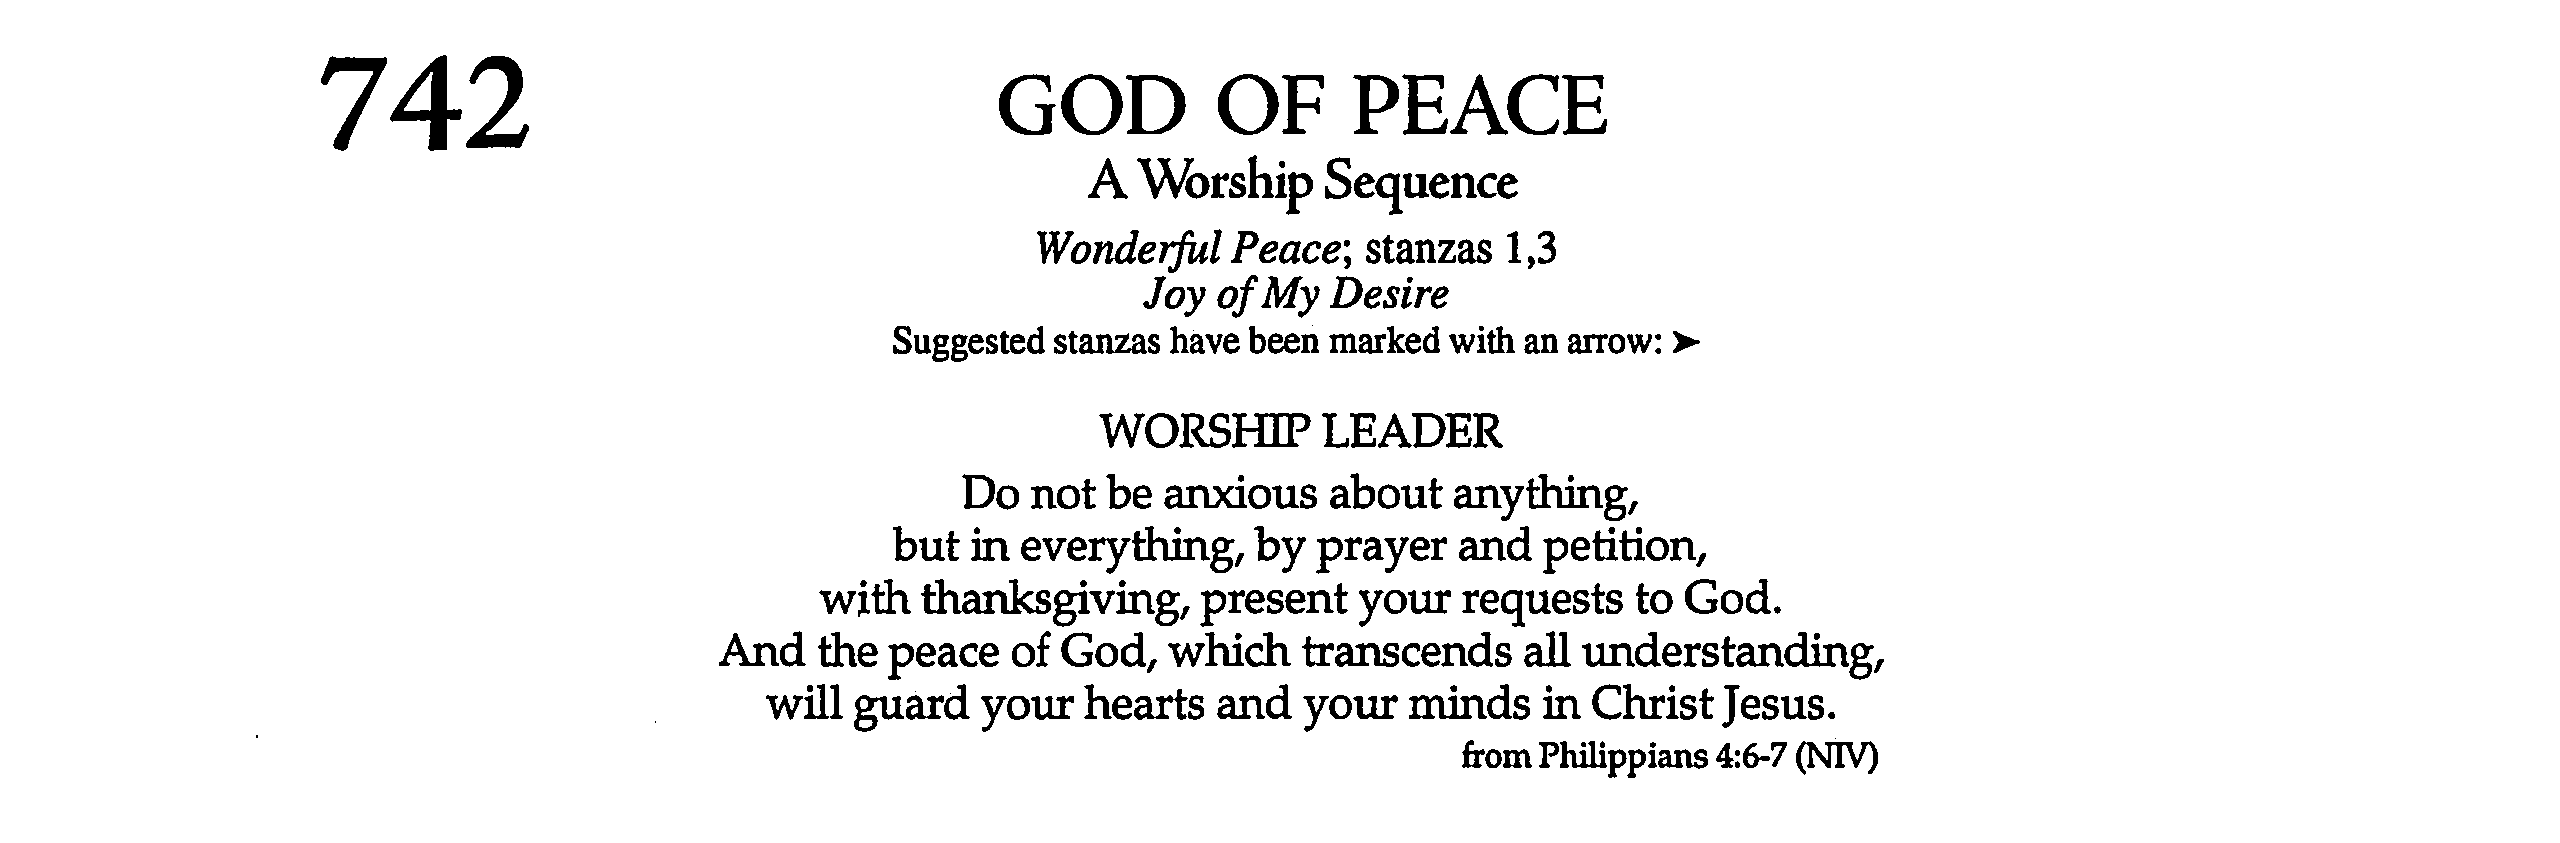 742
GOD OF PEACE
A Worship Sequence
Wonderful Peace; stanzas 1,3
Joy of My Desire
Suggested stanzas have been marked with an arrow: ➤
WORSHIP LEADER
Do not be anxious about anything,
but in everything, by prayer and petition,
with thanksgiving, present your requests to God.
And the peace of God, which transcends all understanding,
will guard your hearts and your minds in Christ Jesus.
from Philippians 4:6-7 (NIV)